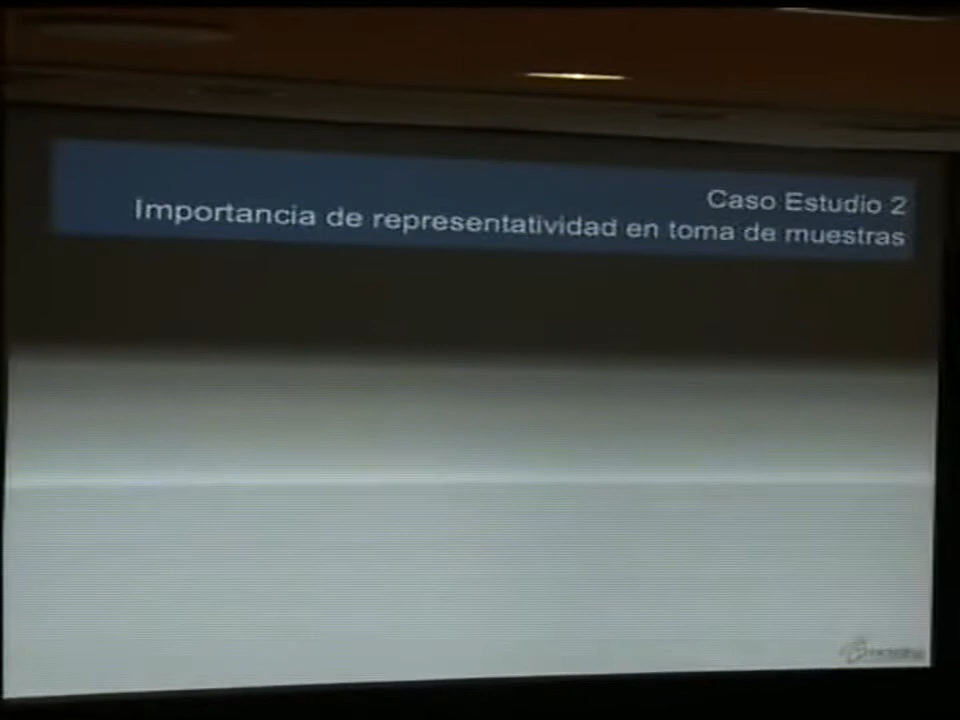 Caso Estudio 2
Importancia de representatividad en toma de muestras